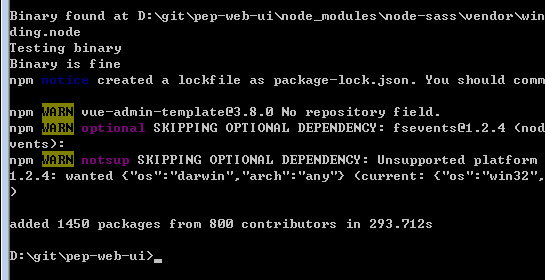 Binary found at D:\git\pep-web-ui\node_modules\node-sass\vendor\win
ding.node
Testing binary
Binary is fine
npm notice created a lockfile as package-lock.json. You should comm
npm WARN vue-admin-template@3.8.0 No repository field.
npm WARN optional SKIPPING OPTIONAL DEPENDENCY: fsevents@1.2.4 (nod
vents):
npm WARN notsup SKIPPING OPTIONAL DEPENDENCY: Unsupported platform
1.2.4: wanted {"os":"darwin","arch":"any"} (current: {"os":"win32",
)
added 1450 packages from 800 contributors in 293.712s
D:\git\pep-web-ui>